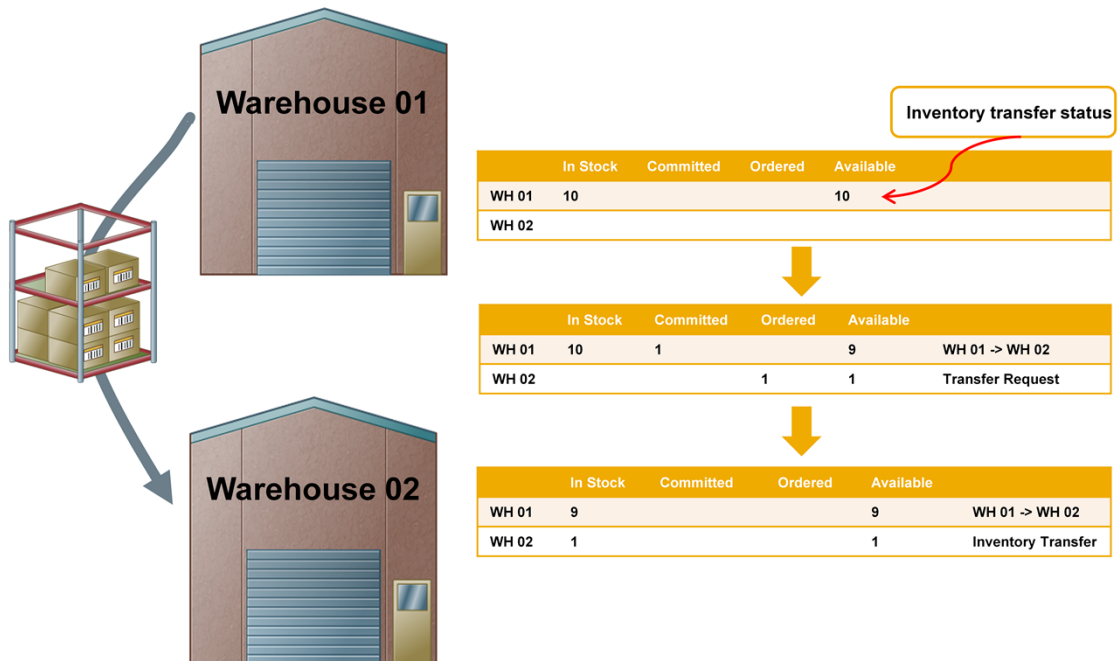 Warehouse 01
Warehouse 02
Inventory transfer status
In Stock Committed Ordered Available
WH 01 10 10
WH 02
In Stock Committed Ordered Available
WH 01 10 1 9 WH 01 -> WH 02
WH 02 1 1 Transfer Request
In Stock Committed Ordered Available
WH 01 9 9 WH 01 -> WH 02
WH 02 1 1 Inventory Transfer